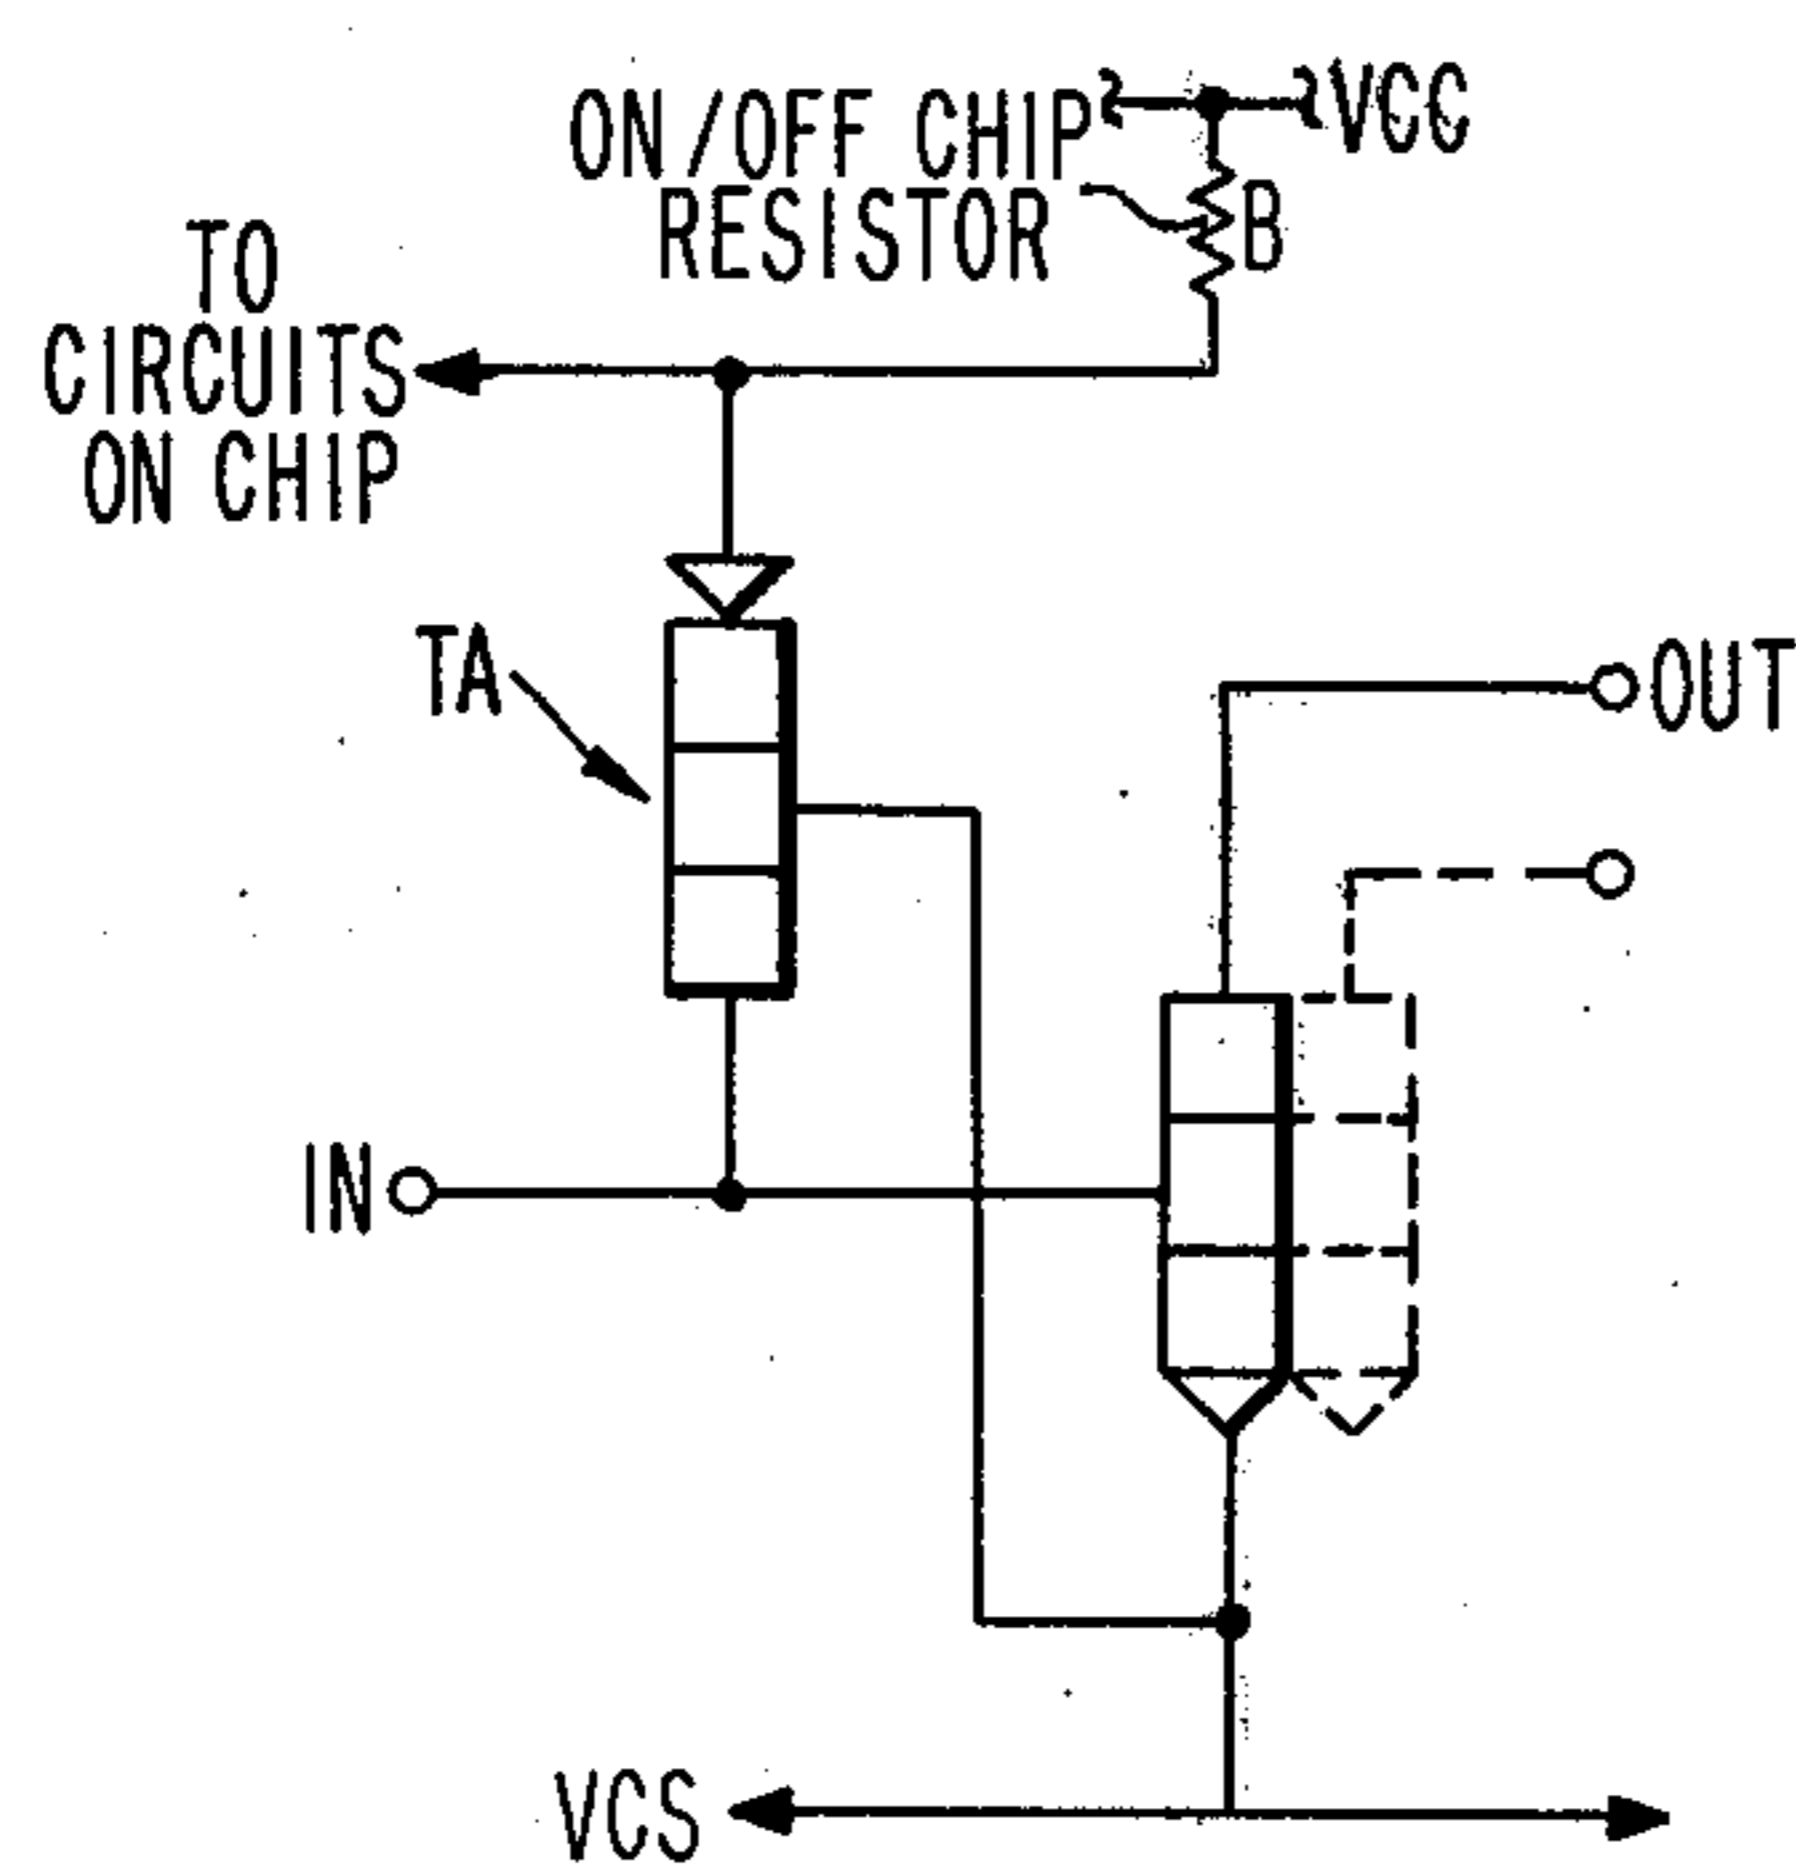 ON/OFF CHIP
RESISTOR
VCC
B
TO
CIRCUITS
ON CHIP
TA
OUT
IN
VCS